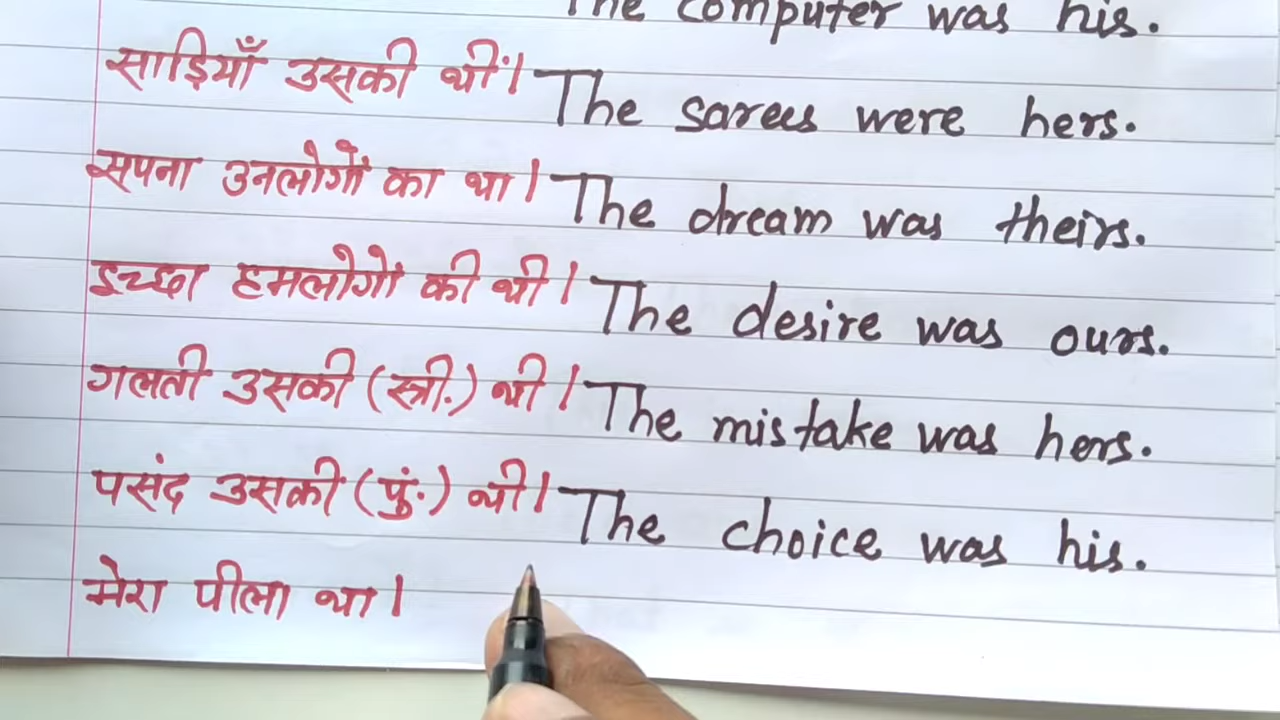 The computer was his.
साड़ियाँ उसकी थीं। The sarees were hers.
सपना उनलोगों का था। The dream was theirs.
इच्छा हमलोगों की थी। The desire was ours.
गलती उसकी (स्त्री.) थी। The mistake was hers.
पसंद उसकी (पुं.) थी। The choice was his.
मेरा पीला था।